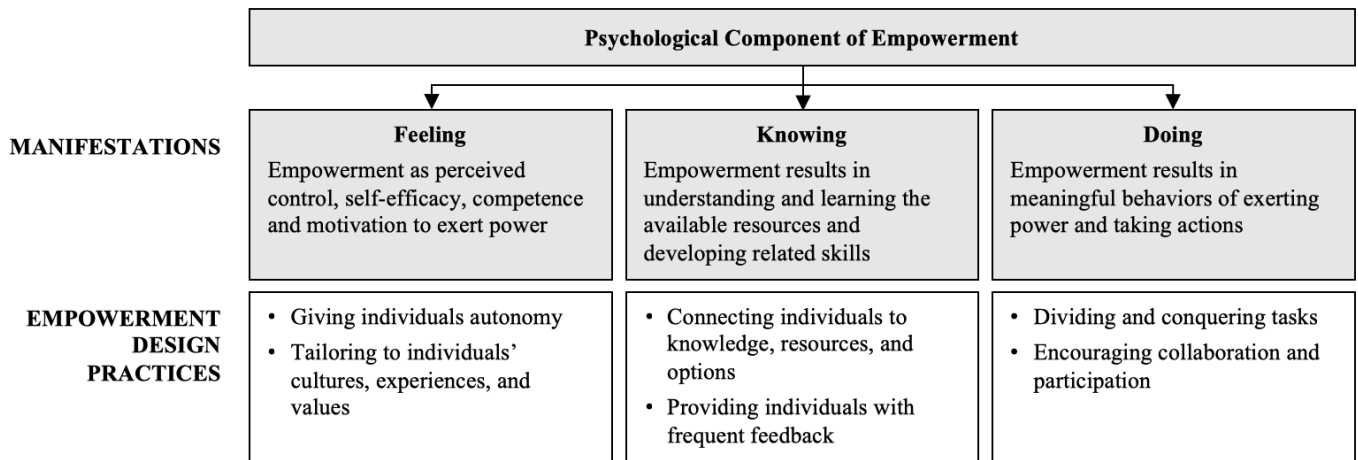 Psychological Component of Empowerment
MANIFESTATIONS
Feeling
Empowerment as perceived
control, self-efficacy, competence
and motivation to exert power
Knowing
Empowerment results in
understanding and learning the
available resources and
developing related skills
Doing
Empowerment results in
meaningful behaviors of exerting
power and taking actions
EMPOWERMENT
DESIGN
PRACTICES
• Giving individuals autonomy
• Tailoring to individuals’
cultures, experiences, and
values
• Connecting individuals to
knowledge, resources, and
options
• Providing individuals with
frequent feedback
• Dividing and conquering tasks
• Encouraging collaboration and
participation